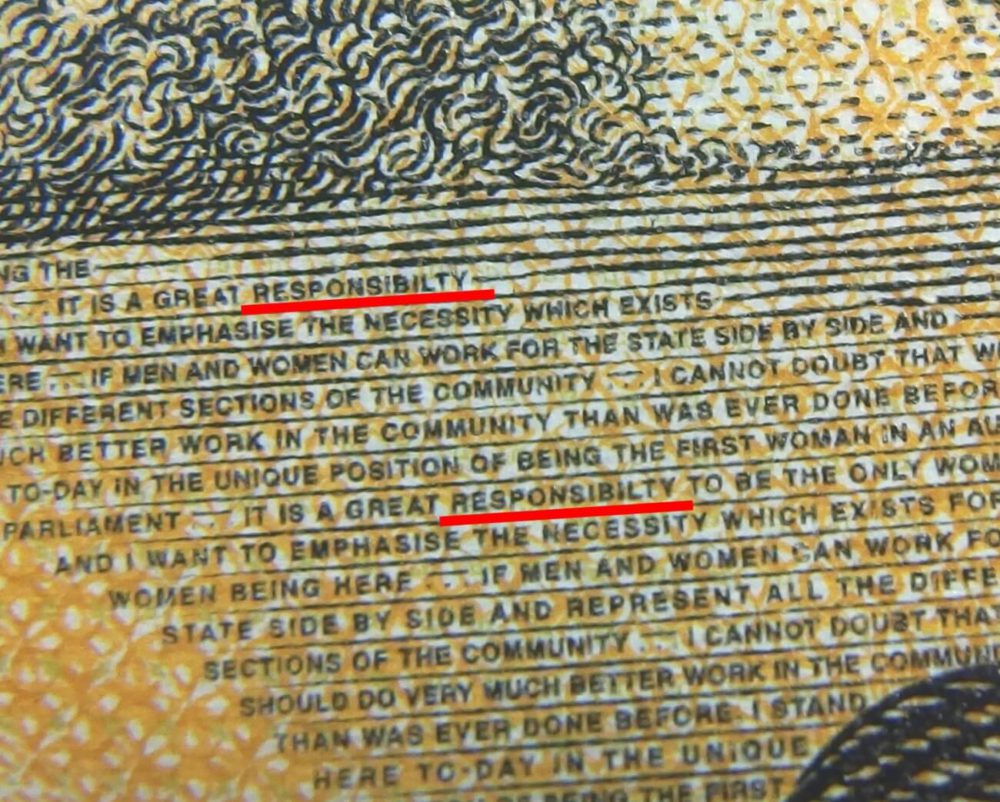 NG THE
... IT IS A GREAT RESPONSIBILTY
WANT TO EMPHASISE THE NECESSITY WHICH EXISTS
ERE ... IF MEN AND WOMEN CAN WORK FOR THE STATE SIDE BY SIDE AND
E DIFFERENT SECTIONS OF THE COMMUNITY ... I CANNOT DOUBT THAT W
UCH BETTER WORK IN THE COMMUNITY THAN WAS EVER DONE BEFOR
TO-DAY IN THE UNIQUE POSITION OF BEING THE FIRST WOMAN IN AN AU
PARLIAMENT ... IT IS A GREAT RESPONSIBILTY TO BE THE ONLY WOM
AND I WANT TO EMPHASISE THE NECESSITY WHICH EXISTS FOR
WOMEN BEING HERE ... IF MEN AND WOMEN CAN WORK FO
STATE SIDE BY SIDE AND REPRESENT ALL THE DIFFE
SECTIONS OF THE COMMUNITY ... I CANNOT DOUBT THAT
SHOULD DO VERY MUCH BETTER WORK IN THE COMMUNI
THAN WAS EVER DONE BEFORE. I STAND
HERE TO-DAY IN THE UNIQUE
BEING THE FIRST